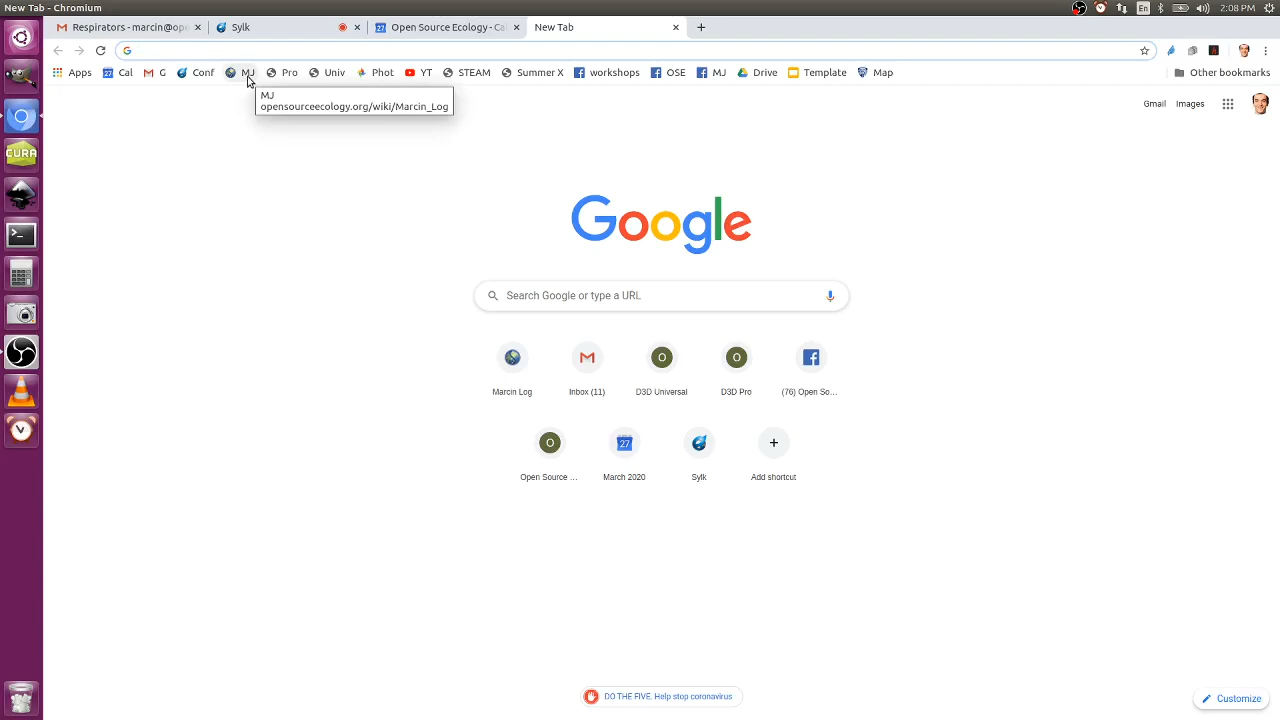 New Tab - Chromium
2:08 PM
Respirators - marcin@ope
Sylk
Open Source Ecology - Cal
New Tab
Apps
Cal
G
Conf
MJ
Pro
Univ
Phot
YT
STEAM
Summer X
workshops
OSE
MJ
Drive
Template
Map
Other bookmarks
MJ
opensourceecology.org/wiki/Marcin_Log
Gmail
Images
CURA
Google
Search Google or type a URL
Marcin Log
Inbox (11)
D3D Universal
D3D Pro
(76) Open So...
Open Source ...
March 2020
Sylk
Add shortcut
DO THE FIVE. Help stop coronavirus
Customize